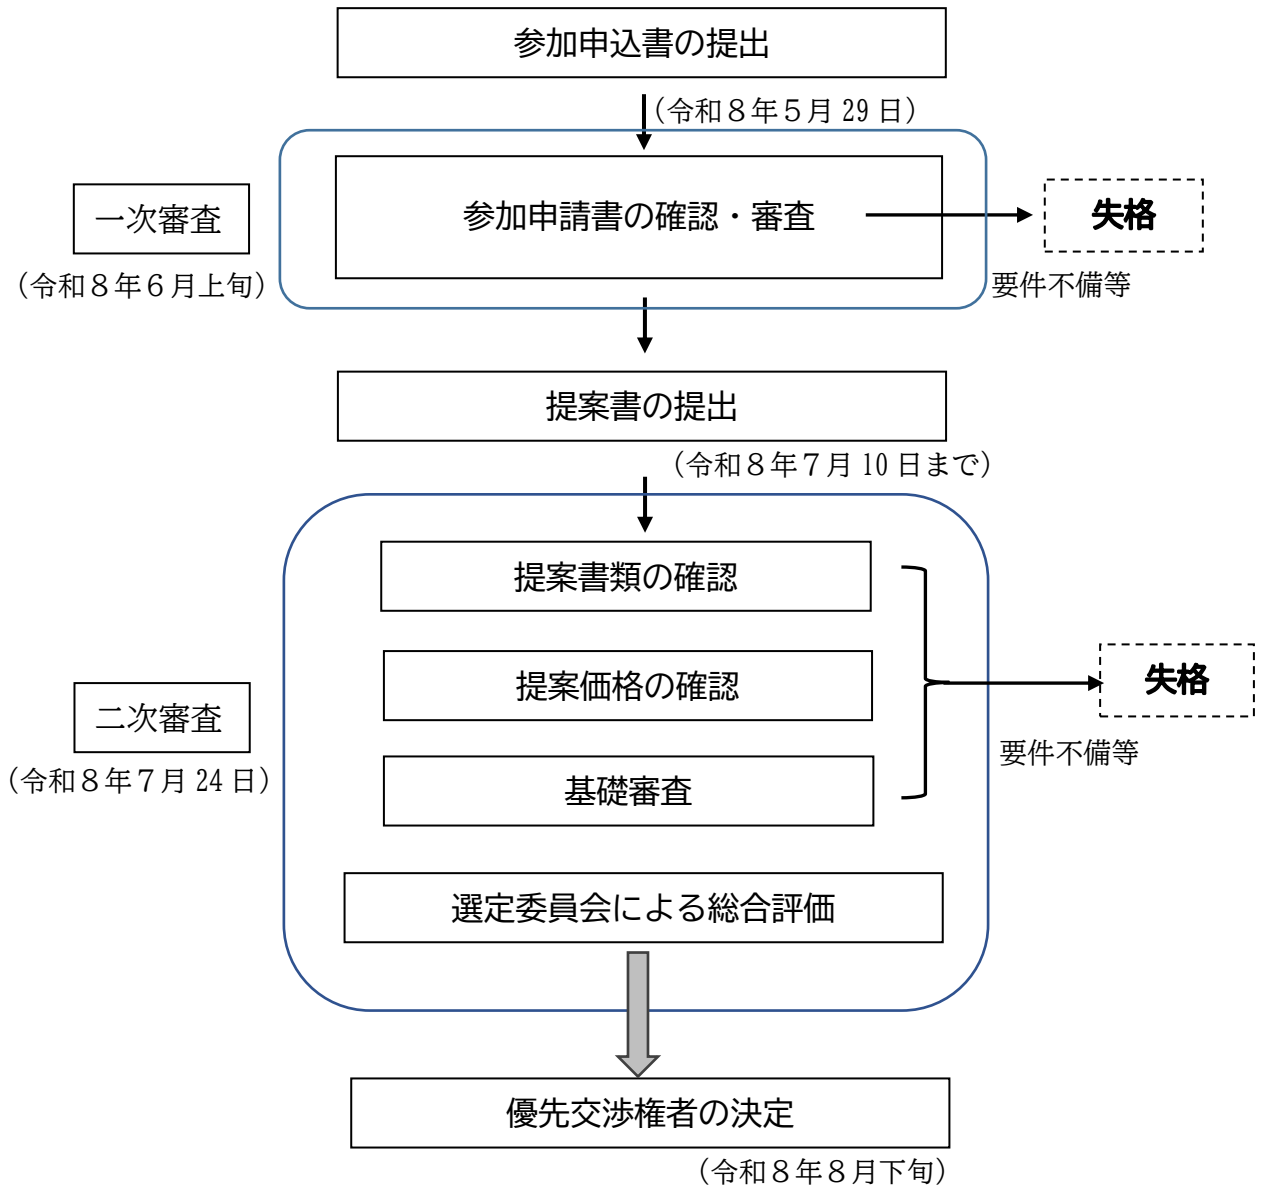 参加申込書の提出
（令和８年５月 29 日）
一次審査
（令和８年６月上旬）
参加申請書の確認・審査
失格
要件不備等
提案書の提出
（令和８年７月 10 日まで）
提案書類の確認
提案価格の確認
失格
要件不備等
二次審査
（令和８年７月 24 日）
基礎審査
選定委員会による総合評価
優先交渉権者の決定
（令和８年８月下旬）